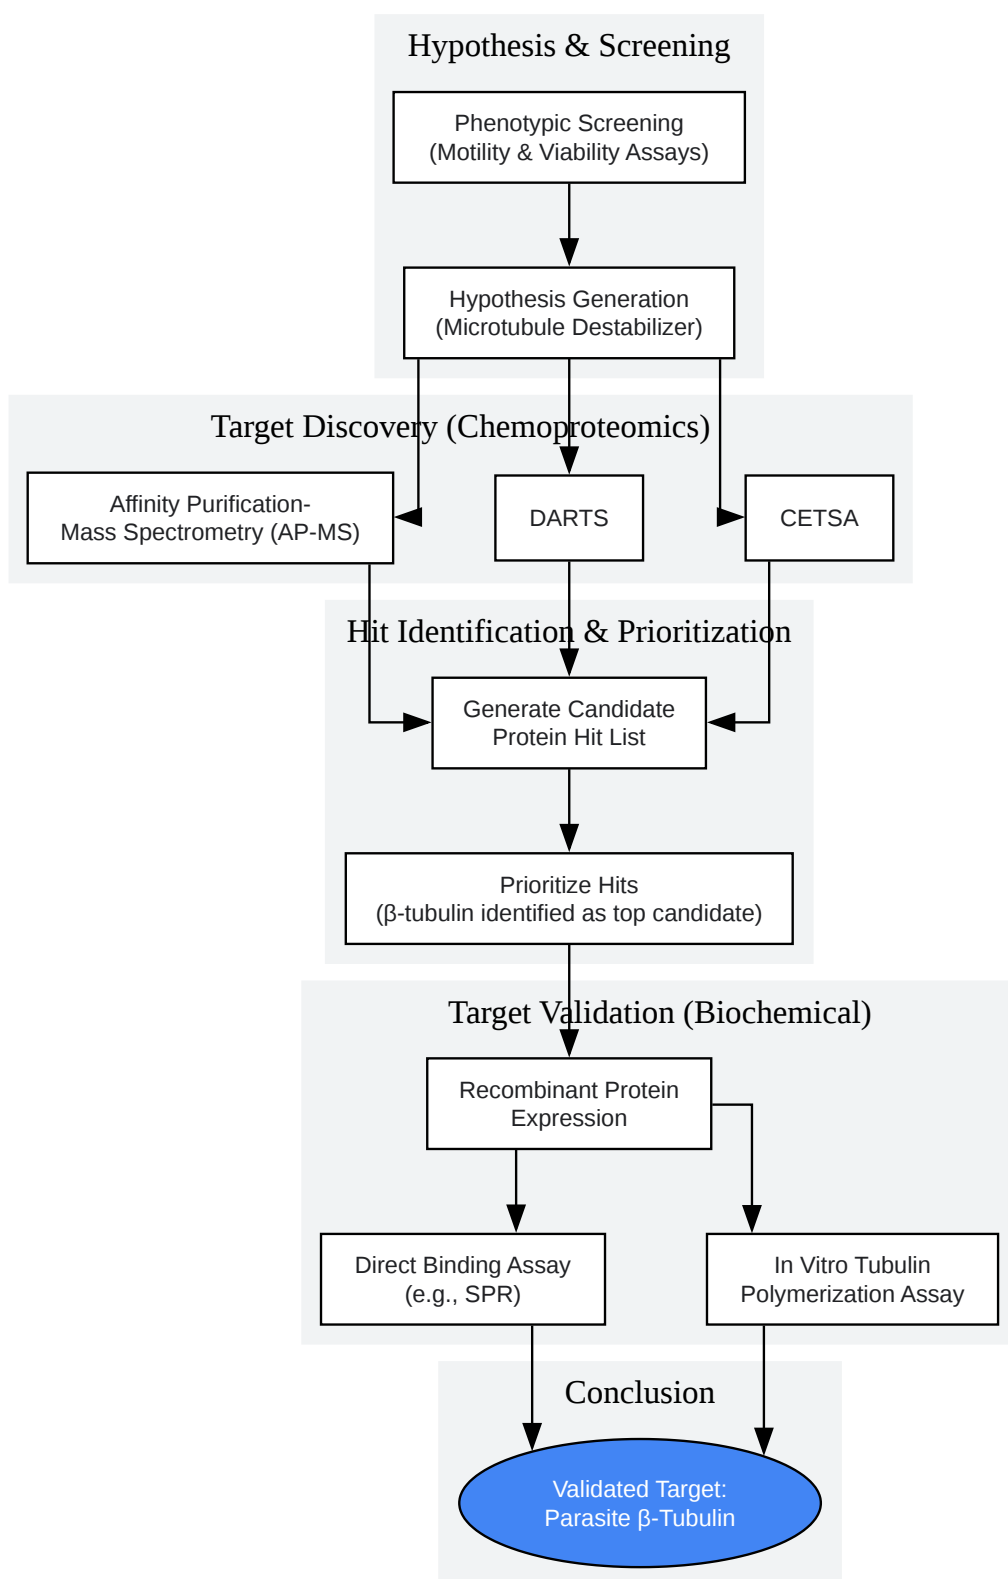 Hypothesis & Screening
Phenotypic Screening
(Motility & Viability Assays)
Hypothesis Generation
(Microtubule Destabilizer)
Target Discovery (Chemoproteomics)
Affinity Purification-
Mass Spectrometry (AP-MS)
DARTS
CETSA
Hit Identification & Prioritization
Generate Candidate
Protein Hit List
Prioritize Hits
(β-tubulin identified as top candidate)
Target Validation (Biochemical)
Recombinant Protein
Expression
Direct Binding Assay
(e.g., SPR)
In Vitro Tubulin
Polymerization Assay
Conclusion
Validated Target:
Parasite β-Tubulin